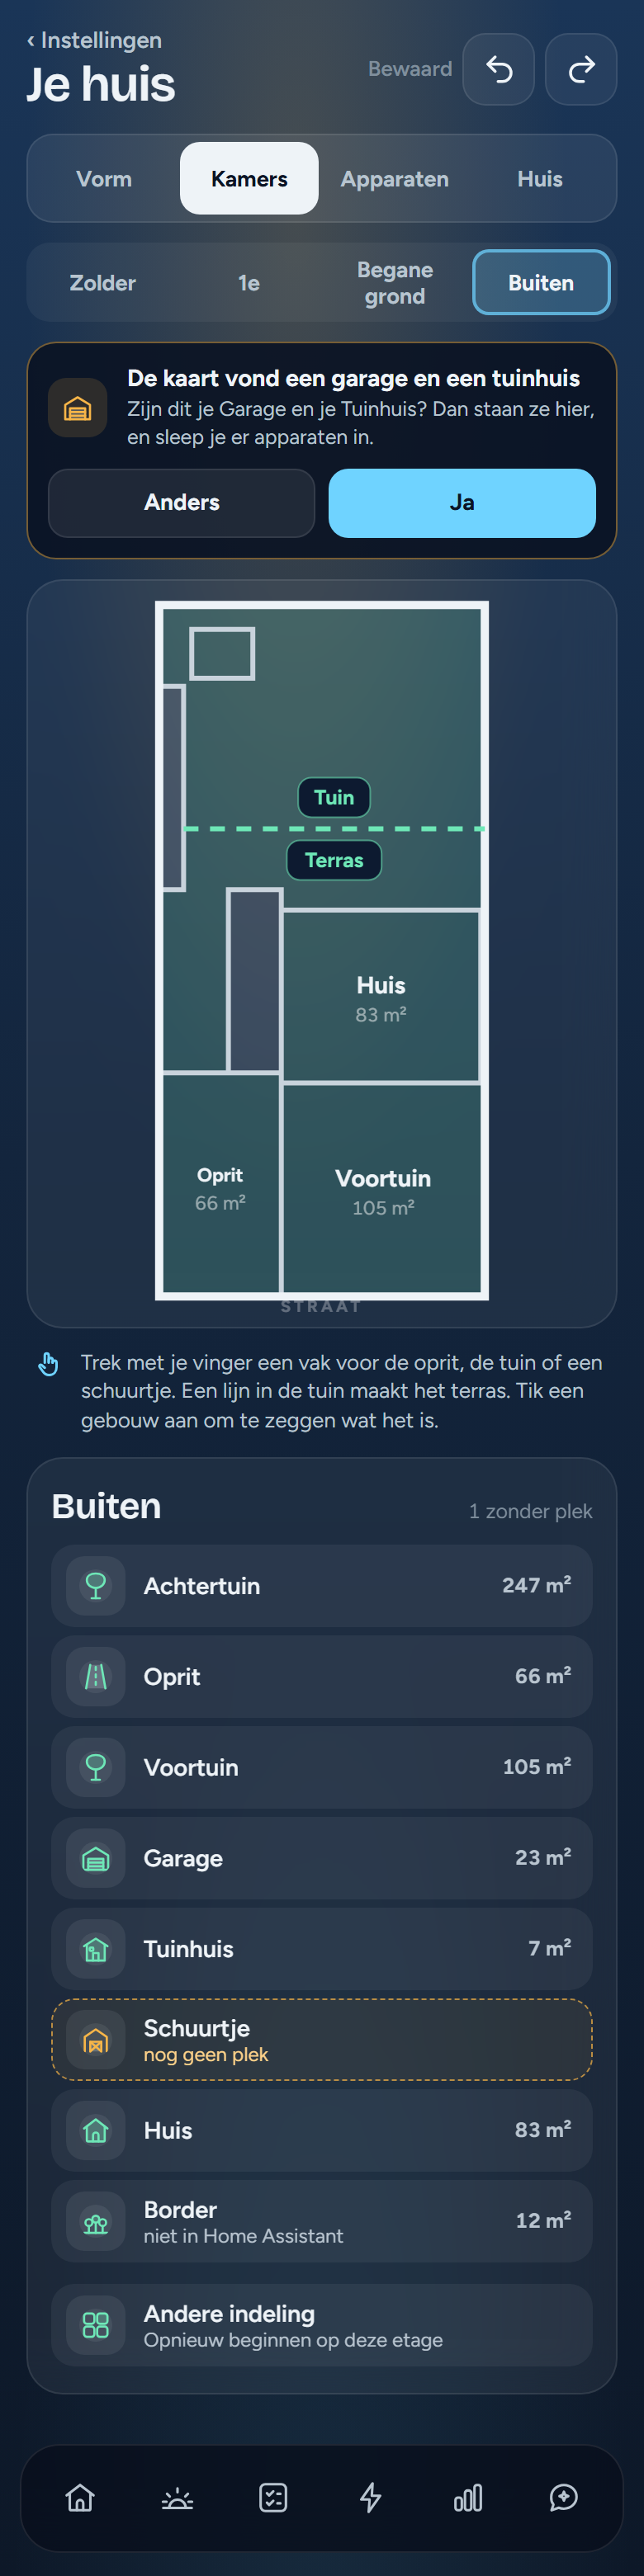 ‹ Instellingen
Je huis
Bewaard
Vorm
Kamers
Apparaten
Huis
Zolder
1e
Begane
grond
Buiten
De kaart vond een garage en een tuinhuis
Zijn dit je Garage en je Tuinhuis? Dan staan ze hier,
en sleep je er apparaten in.
Anders
Ja
Tuin
Terras
Huis
83 m²
Oprit
66 m²
Voortuin
105 m²
STRAAT
Trek met je vinger een vak voor de oprit, de tuin of een
schuurtje. Een lijn in de tuin maakt het terras. Tik een
gebouw aan om te zeggen wat het is.
Buiten
1 zonder plek
Achtertuin
247 m²
Oprit
66 m²
Voortuin
105 m²
Garage
23 m²
Tuinhuis
7 m²
Schuurtje
nog geen plek
Huis
83 m²
Border
niet in Home Assistant
12 m²
Andere indeling
Opnieuw beginnen op deze etage